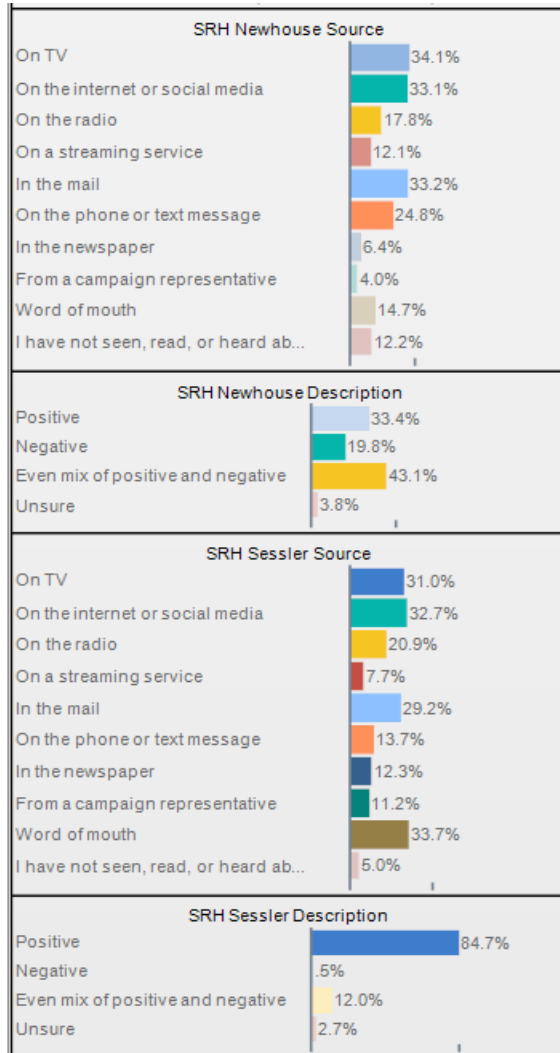 SRH Newhouse Source
On TV 34.1%
On the internet or social media 33.1%
On the radio 17.8%
On a streaming service 12.1%
In the mail 33.2%
On the phone or text message 24.8%
In the newspaper 6.4%
From a campaign representative 4.0%
Word of mouth 14.7%
I have not seen, read, or heard ab... 12.2%
SRH Newhouse Description
Positive 33.4%
Negative 19.8%
Even mix of positive and negative 43.1%
Unsure 3.8%
SRH Sessler Source
On TV 31.0%
On the internet or social media 32.7%
On the radio 20.9%
On a streaming service 7.7%
In the mail 29.2%
On the phone or text message 13.7%
In the newspaper 12.3%
From a campaign representative 11.2%
Word of mouth 33.7%
I have not seen, read, or heard ab... 5.0%
SRH Sessler Description
Positive 84.7%
Negative .5%
Even mix of positive and negative 12.0%
Unsure 2.7%